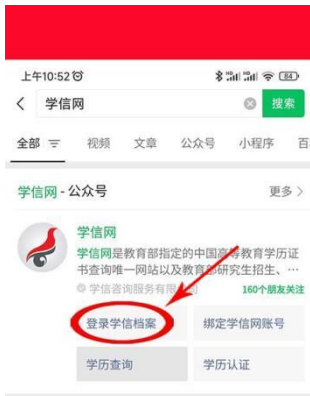 上午10:52
HD HD 84
学信网 搜索
全部 视频 文章 公众号 小程序 百
学信网 - 公众号 更多
学信网
学信网是教育部指定的中国高等教育学历证
书查询唯一网站以及教育部研究生招生、…
学信咨询服务有限 160个朋友关注
登录学信档案 绑定学信网账号
学历查询 学历认证